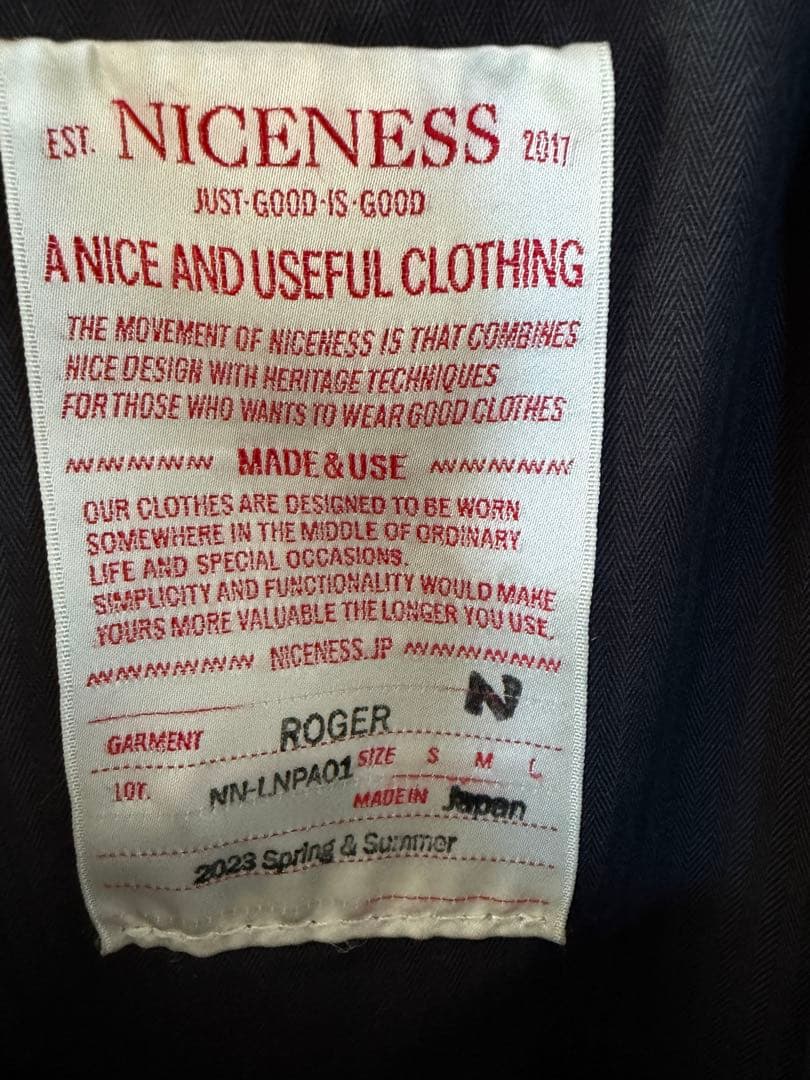 EST. NICENESS 2017
JUST·GOOD·IS·GOOD
A NICE AND USEFUL CLOTHING
THE MOVEMENT OF NICENESS IS THAT COMBINES
NICE DESIGN WITH HERITAGE TECHNIQUES
FOR THOSE WHO WANTS TO WEAR GOOD CLOTHES
MADE & USE
OUR CLOTHES ARE DESIGNED TO BE WORN
SOMEWHERE IN THE MIDDLE OF ORDINARY
LIFE AND SPECIAL OCCASIONS.
SIMPLICITY AND FUNCTIONALITY WOULD MAKE
YOURS MORE VALUABLE THE LONGER YOU USE.
NICENESS.JP
N
GARMENT ROGER
LOT. NN-LNPA01 SIZE S M L
MADE IN Japan
2023 Spring & Summer